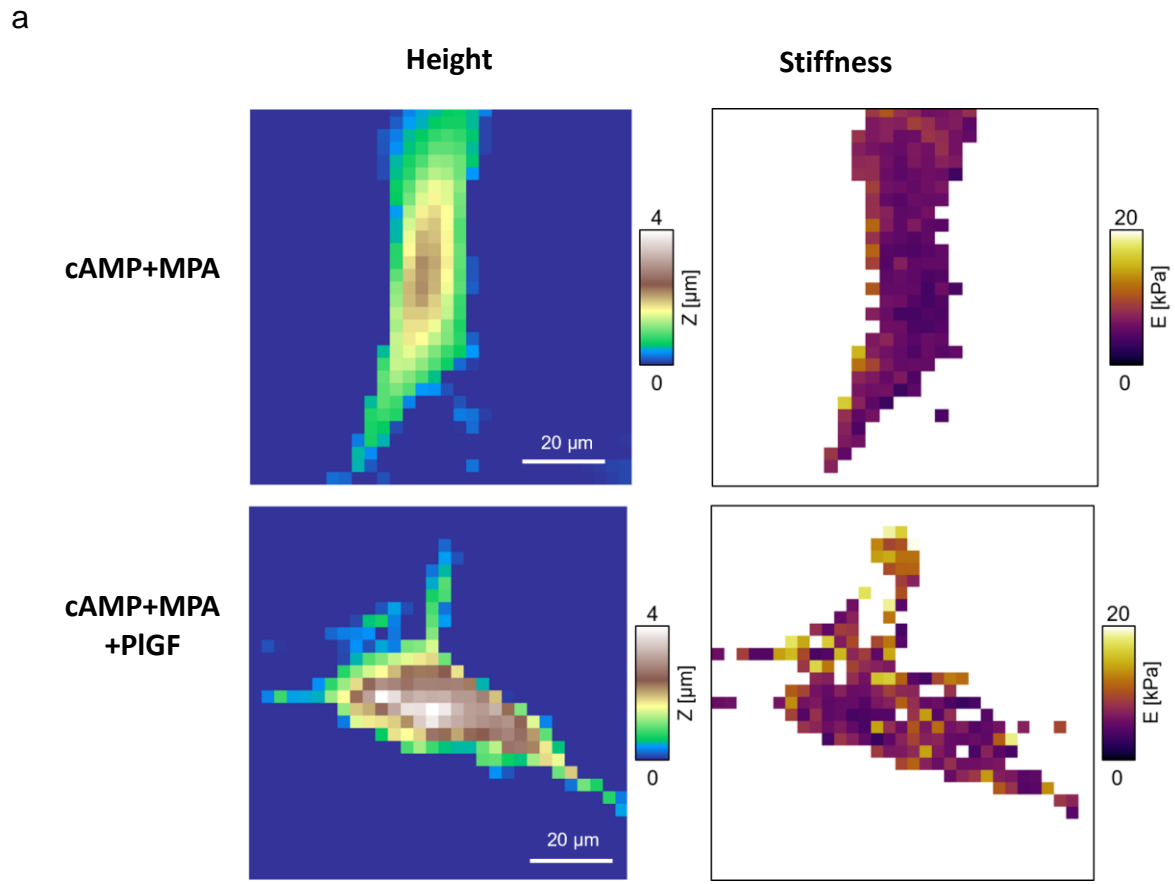 a
Height
Stiffness
cAMP+MPA
4
Z [µm]
0
20 µm
20
E [kPa]
0
cAMP+MPA
+PlGF
4
Z [µm]
0
20 µm
20
E [kPa]
0